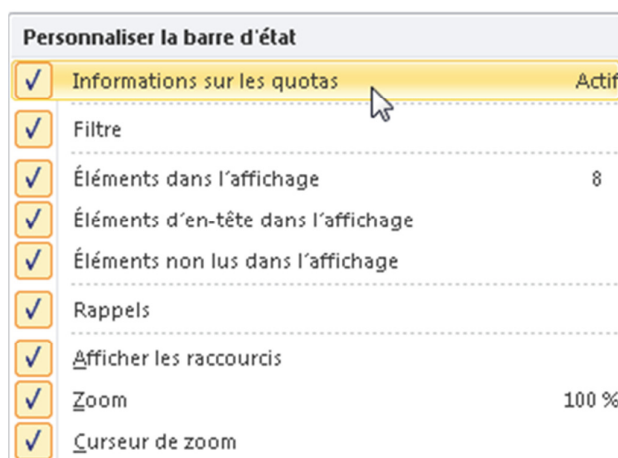 Personnaliser la barre d'état
Informations sur les quotas Actif
Filtre
Éléments dans l'affichage 8
Éléments d'en-tête dans l'affichage
Éléments non lus dans l'affichage
Rappels
Afficher les raccourcis
Zoom 100 %
Curseur de zoom